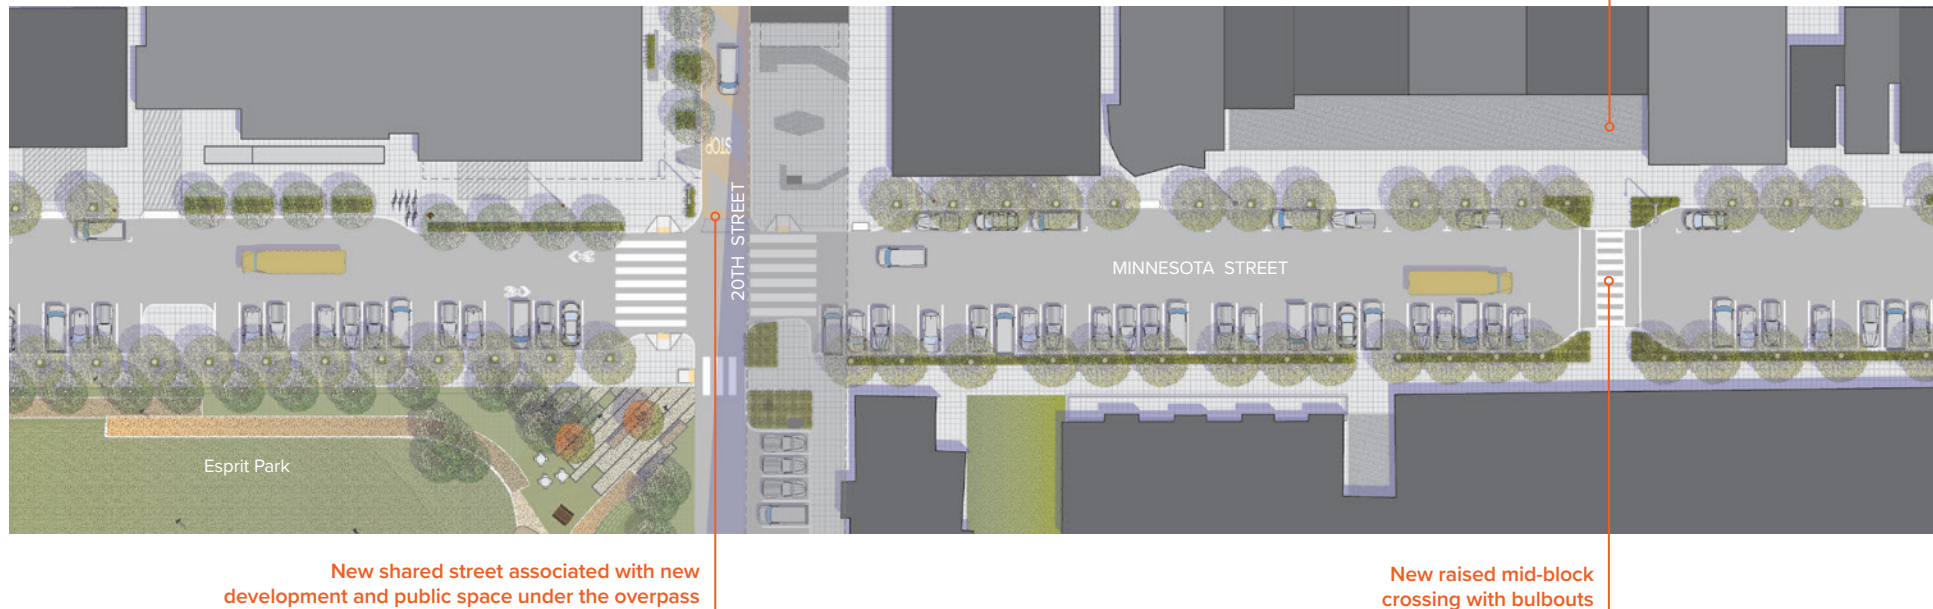 STOP
20TH STREET
MINNESOTA STREET
Esprit Park
New shared street associated with new
development and public space under the overpass
New raised mid-block
crossing with bulbouts